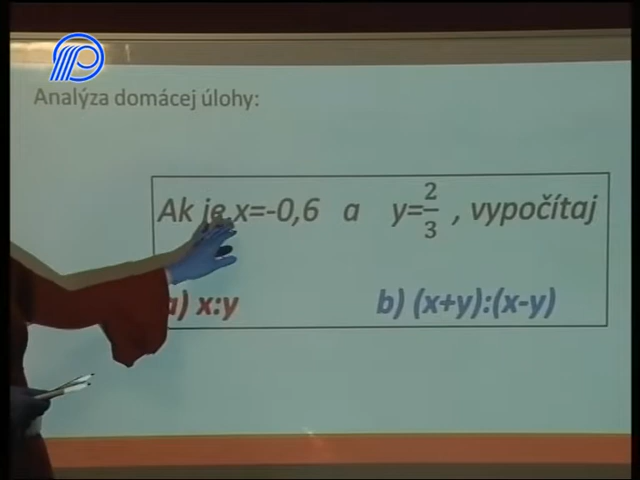 Analýza domácej úlohy:
Ak je x=-0,6 a y=2/3 , vypočítaj
a) x:y b) (x+y):(x-y)